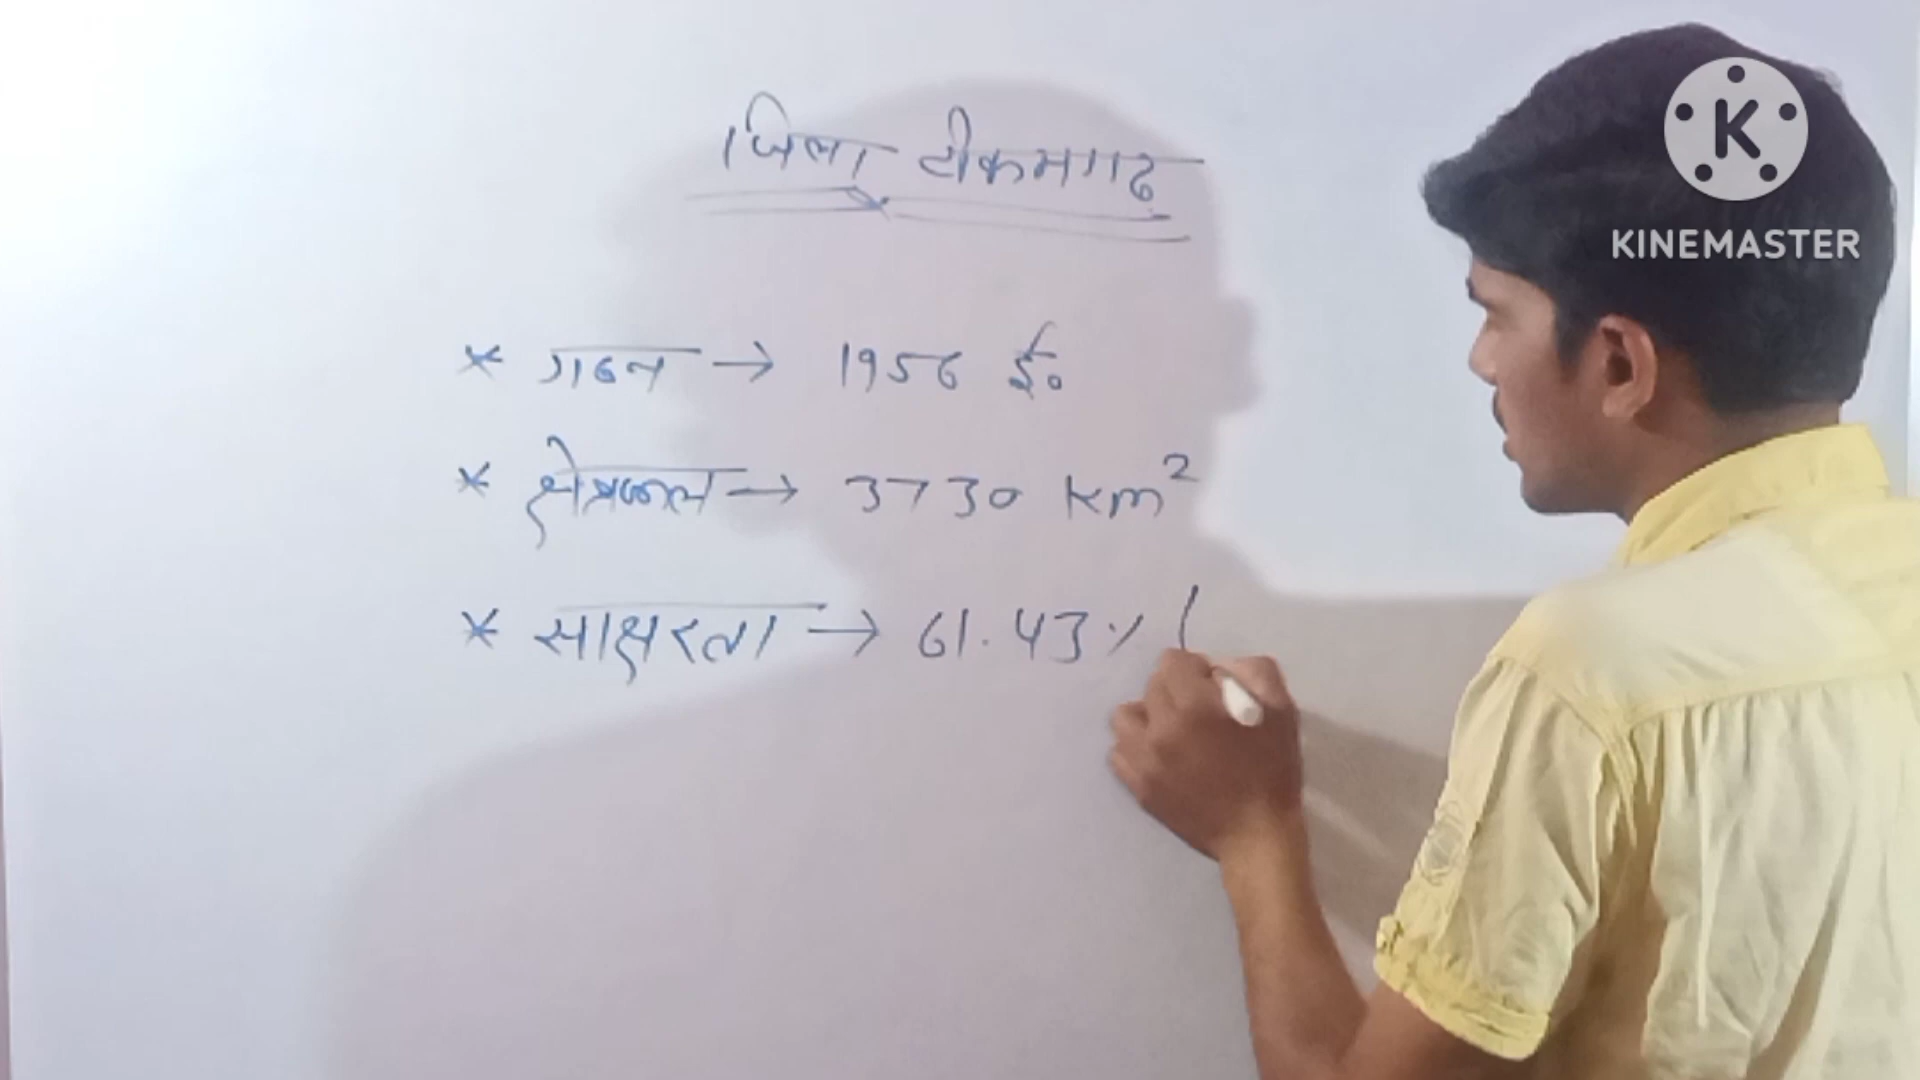 जिला टीकमगढ
* गठन → 1956 ई०
* क्षेत्रफल → 3730 Km²
* साक्षरता → 61.43% (
K
KINEMASTER